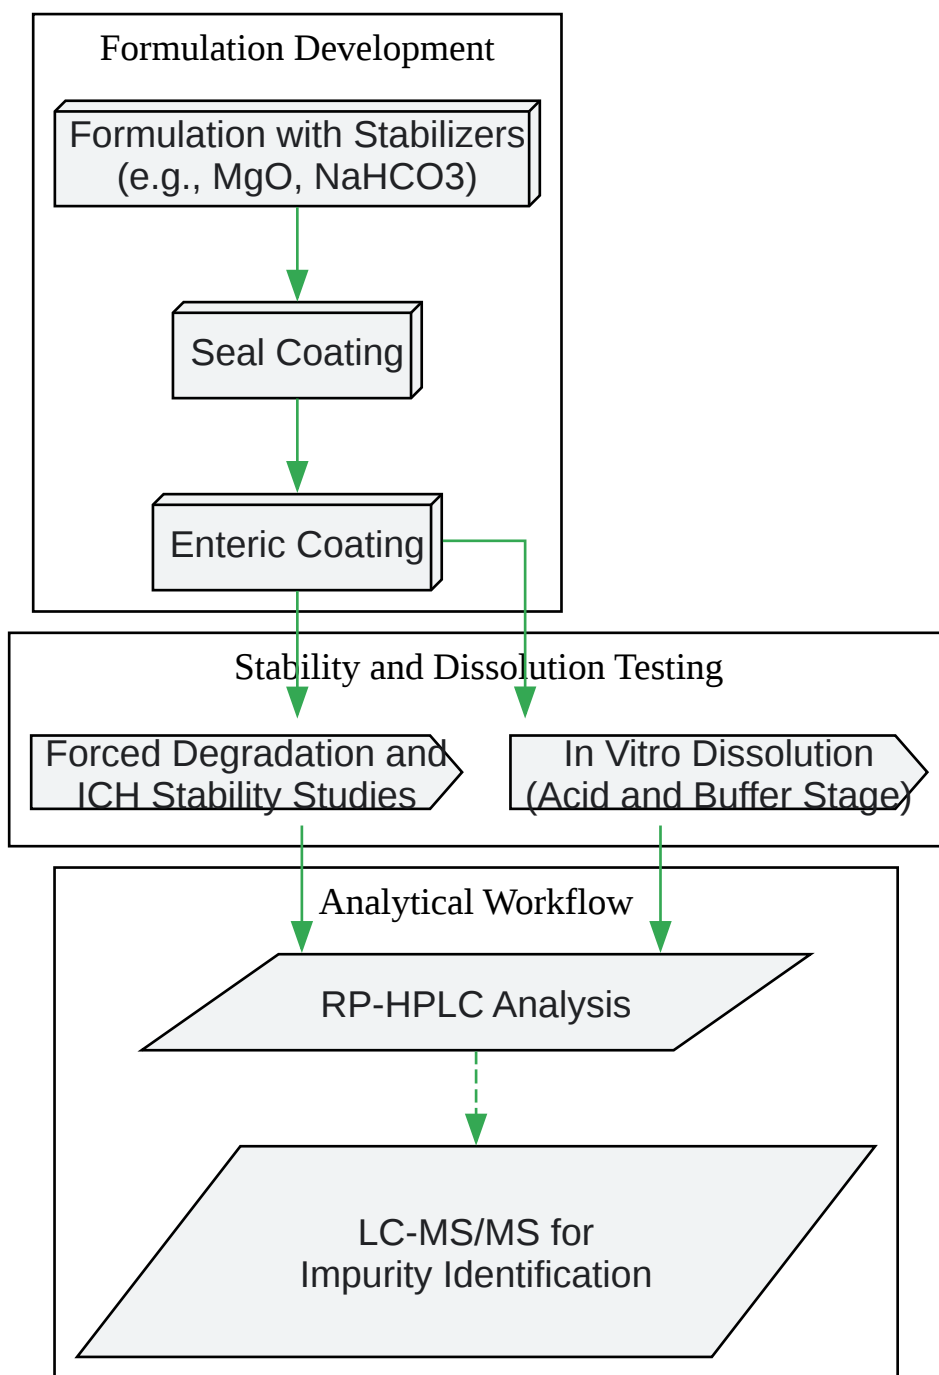 Formulation Development
Formulation with Stabilizers
(e.g., MgO, NaHCO3)
Seal Coating
Enteric Coating
Stability and Dissolution Testing
Forced Degradation and
ICH Stability Studies
In Vitro Dissolution
(Acid and Buffer Stage)
Analytical Workflow
RP-HPLC Analysis
LC-MS/MS for
Impurity Identification